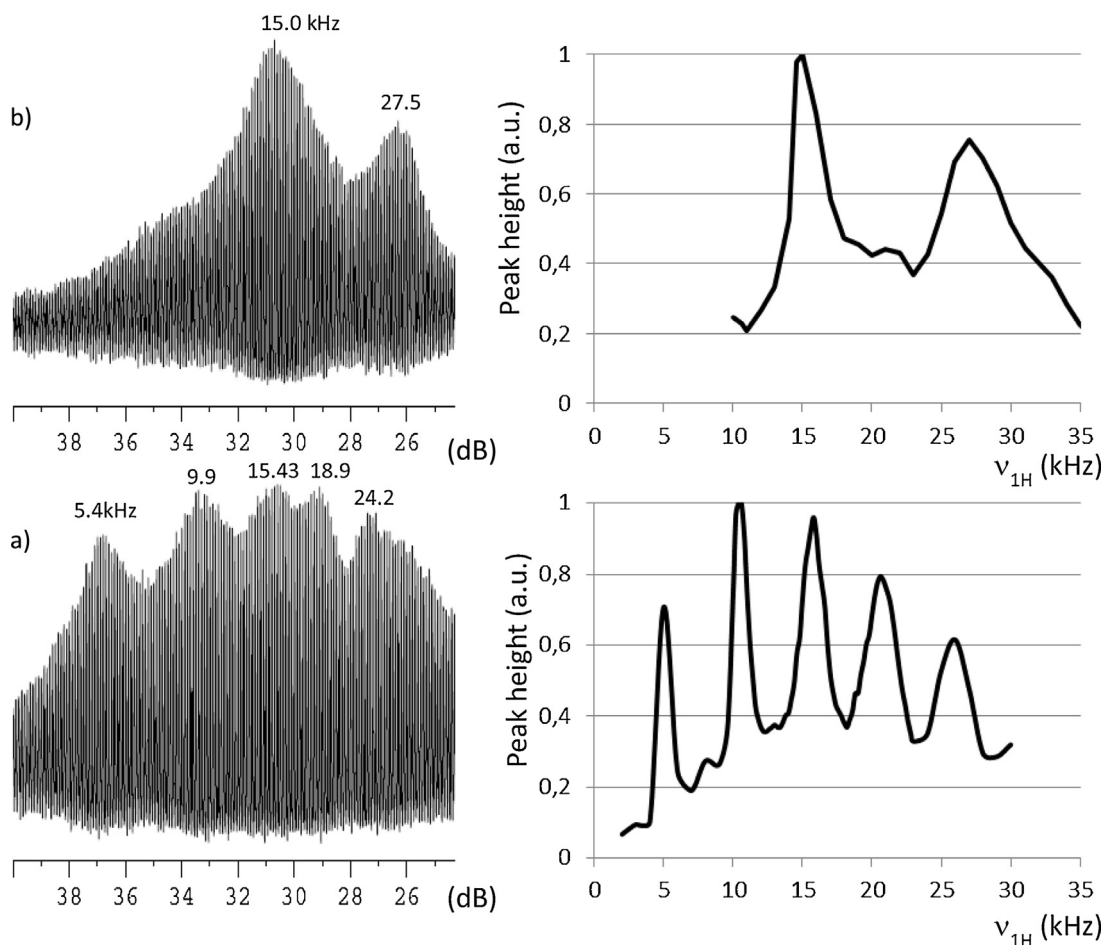 b)
15.0 kHz
27.5
38 36 34 32 30 28 26 (dB)
Peak height (a.u.)
1
0,8
0,6
0,4
0,2
0
0 5 10 15 20 25 30 35
ν1H (kHz)
a)
5.4kHz
9.9
15.43
18.9
24.2
38 36 34 32 30 28 26 (dB)
Peak height (a.u.)
1
0,8
0,6
0,4
0,2
0
0 5 10 15 20 25 30 35
ν1H (kHz)